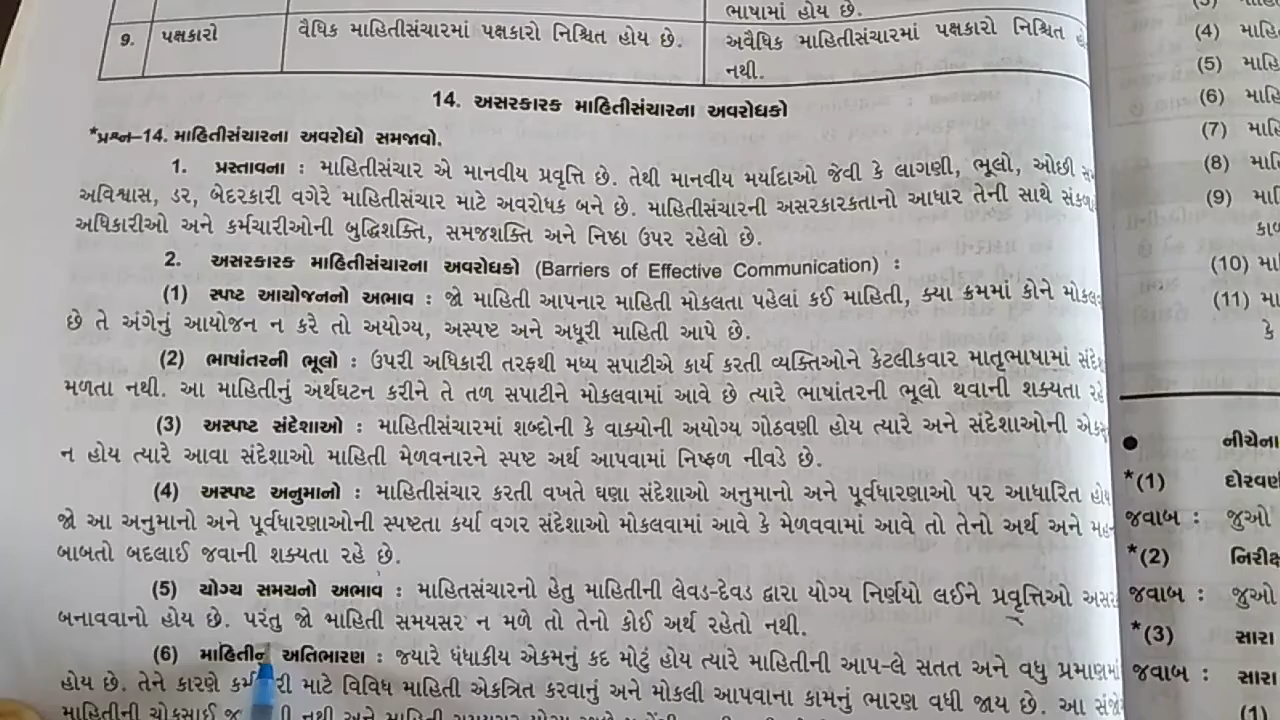 ભાષામાં હોય છે.
9. પક્ષકારો વૈધિક માહિતીસંચારમાં પક્ષકારો નિશ્ચિત હોય છે. અવૈધિક માહિતીસંચારમાં પક્ષકારો નિશ્ચિત
નથી.
14. અસરકારક માહિતીસંચારના અવરોધકો
*પ્રશ્ન-14. માહિતીસંચારના અવરોધો સમજાવો.
1. પ્રસ્તાવના : માહિતીસંચાર એ માનવીય પ્રવૃત્તિ છે. તેથી માનવીય મર્યાદાઓ જેવી કે લાગણી, ભૂલો, ઓછી
અવિશ્વાસ, ડર, બેદરકારી વગેરે માહિતીસંચાર માટે અવરોધક બને છે. માહિતીસંચારની અસરકારકતાનો આધાર તેની સાથે
અધિકારીઓ અને કર્મચારીઓની બુદ્ધિશક્તિ, સમજશક્તિ અને નિષ્ઠા ઉપર રહેલો છે.
2. અસરકારક માહિતીસંચારના અવરોધકો (Barriers of Effective Communication) :
(1) સ્પષ્ટ આયોજનનો અભાવ : જો માહિતી આપનાર માહિતી મોકલતા પહેલાં કઈ માહિતી, ક્યા ક્રમમાં કોને
છે તે અંગેનું આયોજન ન કરે તો અયોગ્ય, અસ્પષ્ટ અને અધૂરી માહિતી આપે છે.
(2) ભાષાંતરની ભૂલો : ઉપરી અધિકારી તરફથી મધ્ય સપાટીએ કાર્ય કરતી વ્યક્તિઓને કેટલીકવાર માતૃભાષામાં
મળતા નથી. આ માહિતીનું અર્થઘટન કરીને તે તળ સપાટીને મોકલવામાં આવે છે ત્યારે ભાષાંતરની ભૂલો થવાની શક્યતા રહે
(3) અસ્પષ્ટ સંદેશાઓ : માહિતીસંચારમાં શબ્દોની કે વાક્યોની અયોગ્ય ગોઠવણી હોય ત્યારે અને સંદેશાઓની
ન હોય ત્યારે આવા સંદેશાઓ માહિતી મેળવનારને સ્પષ્ટ અર્થ આપવામાં નિષ્ફળ નીવડે છે.
(4) અસ્પષ્ટ અનુમાનો : માહિતીસંચાર કરતી વખતે ઘણા સંદેશાઓ અનુમાનો અને પૂર્વધારણાઓ પર આધારિત હોય
જો આ અનુમાનો અને પૂર્વધારણાઓની સ્પષ્ટતા કર્યા વગર સંદેશાઓ મોકલવામાં આવે કે મેળવવામાં આવે તો તેનો અર્થ અને
બાબતો બદલાઈ જવાની શક્યતા રહે છે.
(5) યોગ્ય સમયનો અભાવ : માહિતસંચારનો હેતુ માહિતીની લેવડ-દેવડ દ્વારા યોગ્ય નિર્ણયો લઈને પ્રવૃત્તિઓ
બનાવવાનો હોય છે. પરંતુ જો માહિતી સમયસર ન મળે તો તેનો કોઈ અર્થ રહેતો નથી.
(6) અતિભારણ : જ્યારે ધંધાકીય એકમનું કદ મોટું હોય ત્યારે માહિતીની આપ-લે સતત અને વધુ પ્રમાણમાં
હોય છે. તેને કારણે માટે વિવિધ માહિતી એકત્રિત કરવાનું અને મોકલી આપવાના કામનું ભારણ વધી જાય છે. આ
માહિતીની ચોકસાઈ
(4)
(5)
(6)
(7)
(8)
(9)
(10)
(11)
કે
● નીચેના
*(1)
જવાબ : જુઓ
*(2)
જવાબ : જુઓ
*(3) સારા
જવાબ : સારા
(1)